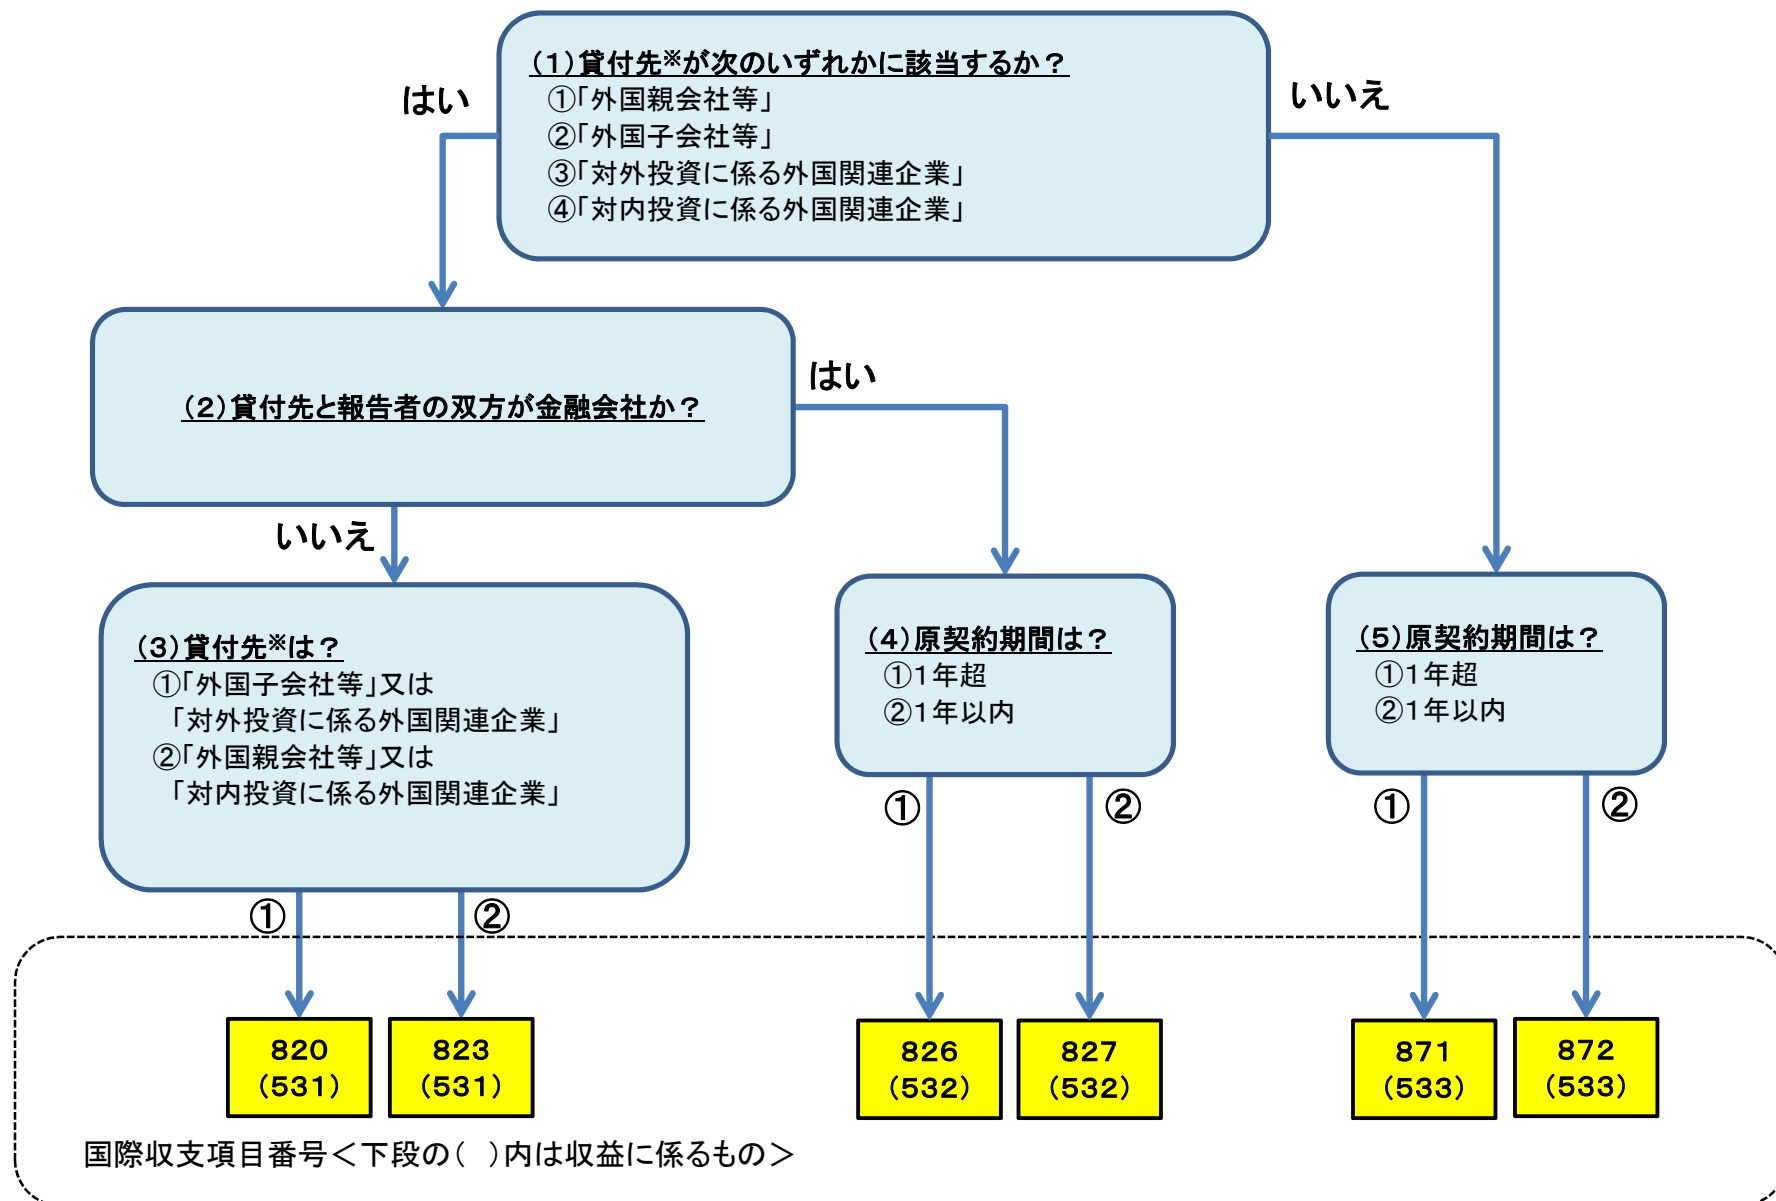 (1)貸付先※が次のいずれかに該当するか？
①「外国親会社等」
②「外国子会社等」
③「対外投資に係る外国関連企業」
④「対内投資に係る外国関連企業」
はい
いいえ
(2)貸付先と報告者の双方が金融会社か？
はい
いいえ
(3)貸付先※は？
①「外国子会社等」又は
「対外投資に係る外国関連企業」
②「外国親会社等」又は
「対内投資に係る外国関連企業」
(4)原契約期間は？
①1年超
②1年以内
(5)原契約期間は？
①1年超
②1年以内
①
②
①
②
①
②
820
(531)
823
(531)
826
(532)
827
(532)
871
(533)
872
(533)
国際収支項目番号＜下段の( )内は収益に係るもの＞